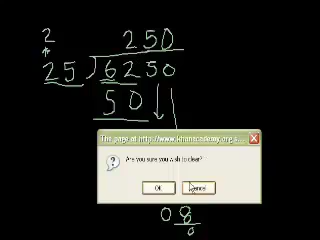 2 250
25 ) 6250
50
The page at http://www.khanacademy.org s...
Are you sure you wish to clear?
OK Cancel
08
0